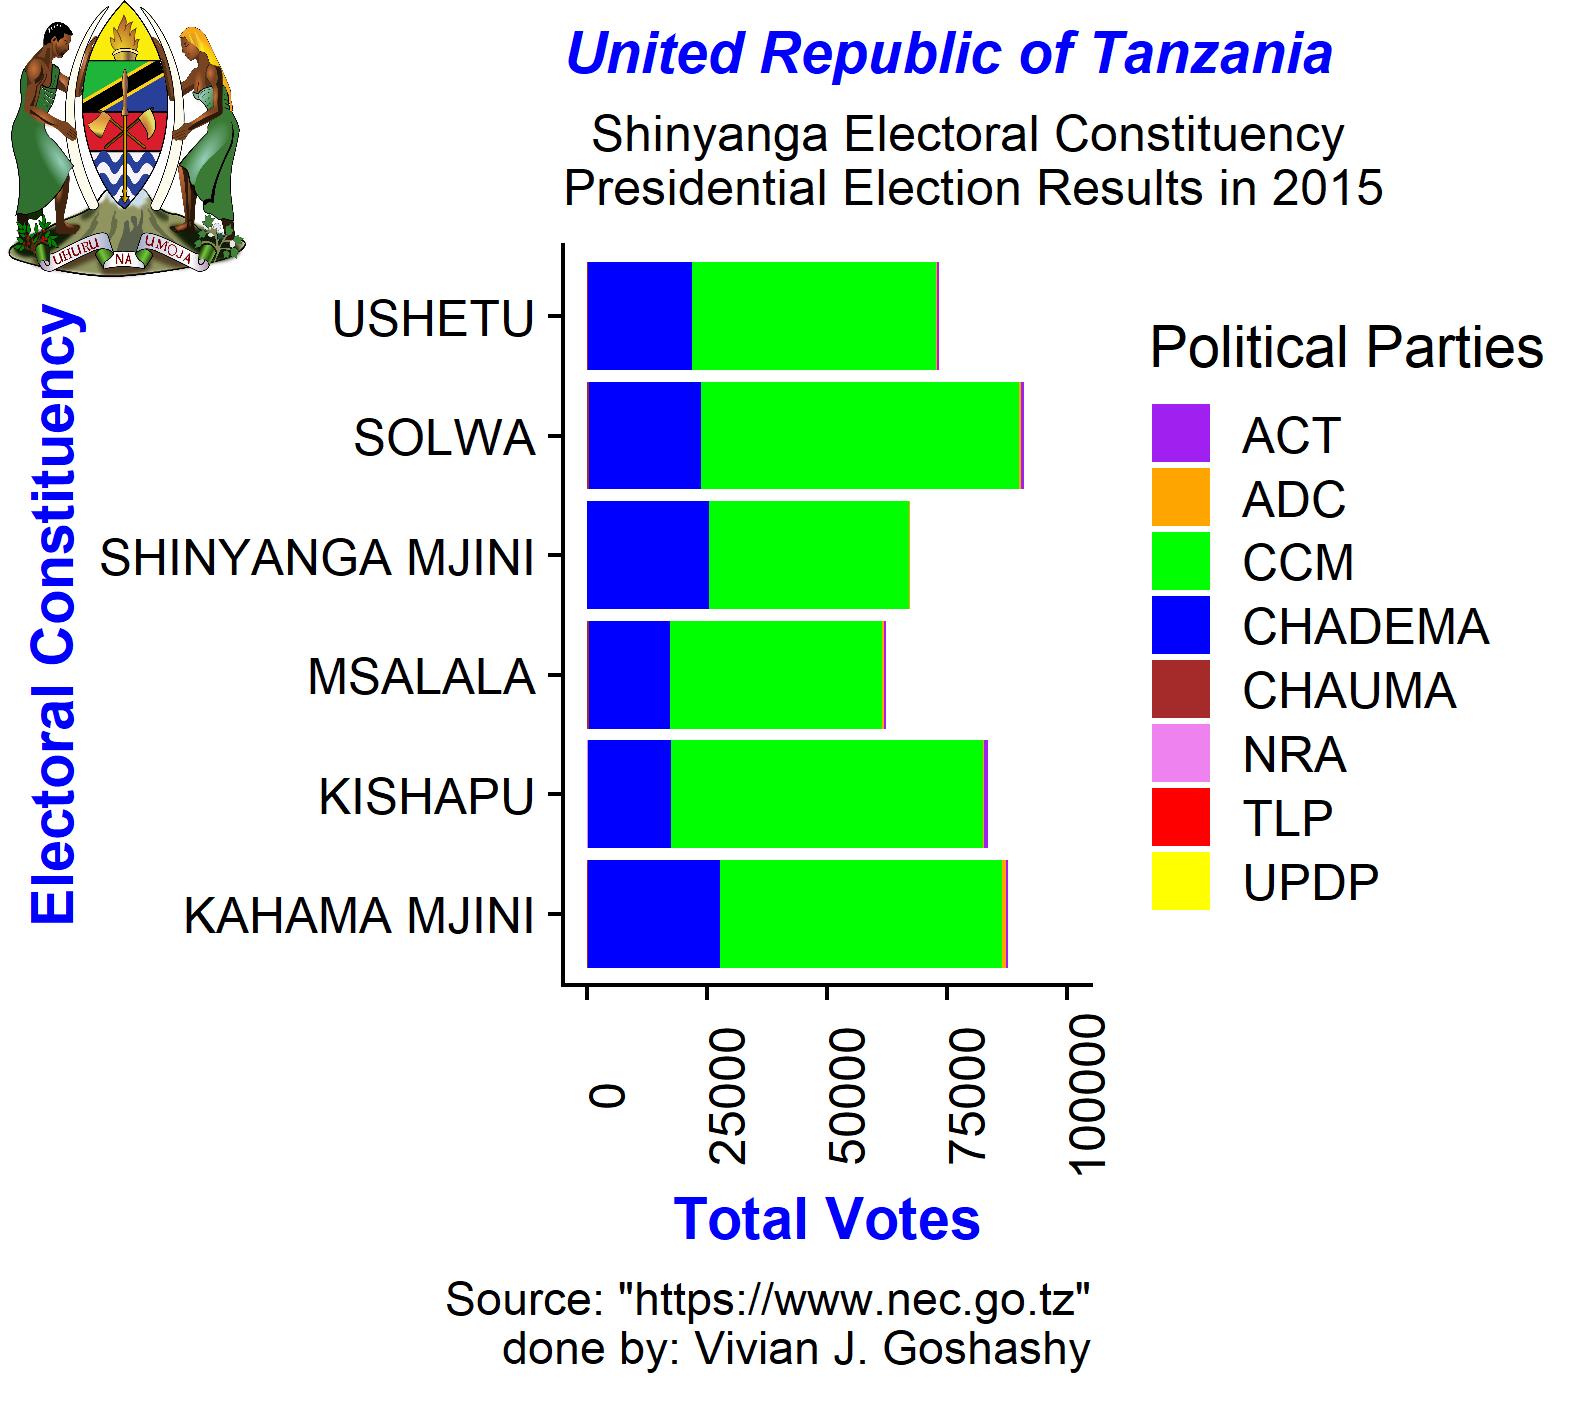 United Republic of Tanzania
Shinyanga Electoral Constituency
Presidential Election Results in 2015
UHURU NA UMOJA
Electoral Constituency
USHETU
SOLWA
SHINYANGA MJINI
MSALALA
KISHAPU
KAHAMA MJINI
0
25000
50000
75000
100000
Total Votes
Political Parties
ACT
ADC
CCM
CHADEMA
CHAUMA
NRA
TLP
UPDP
Source: "https://www.nec.go.tz"
done by: Vivian J. Goshashy